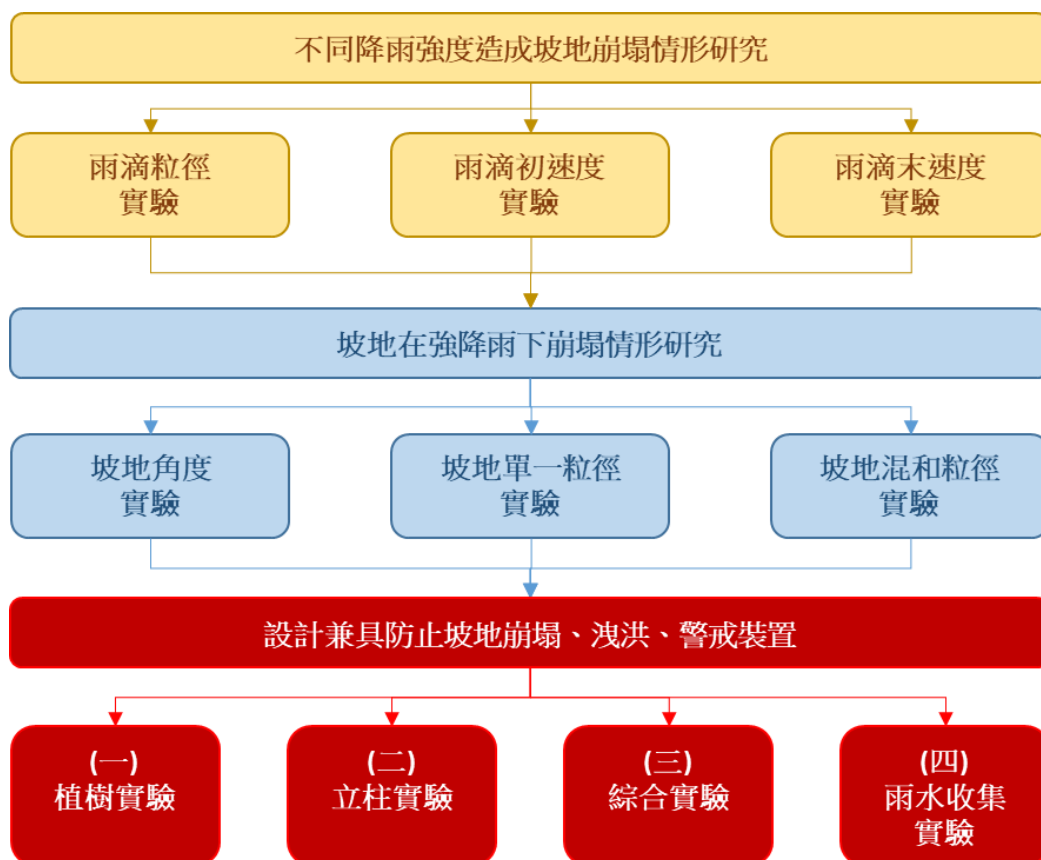 不同降雨強度造成坡地崩塌情形研究
雨滴粒徑
實驗
雨滴初速度
實驗
雨滴末速度
實驗
坡地在強降雨下崩塌情形研究
坡地角度
實驗
坡地單一粒徑
實驗
坡地混和粒徑
實驗
設計兼具防止坡地崩塌、洩洪、警戒裝置
(一)
植樹實驗
(二)
立柱實驗
(三)
綜合實驗
(四)
雨水收集
實驗